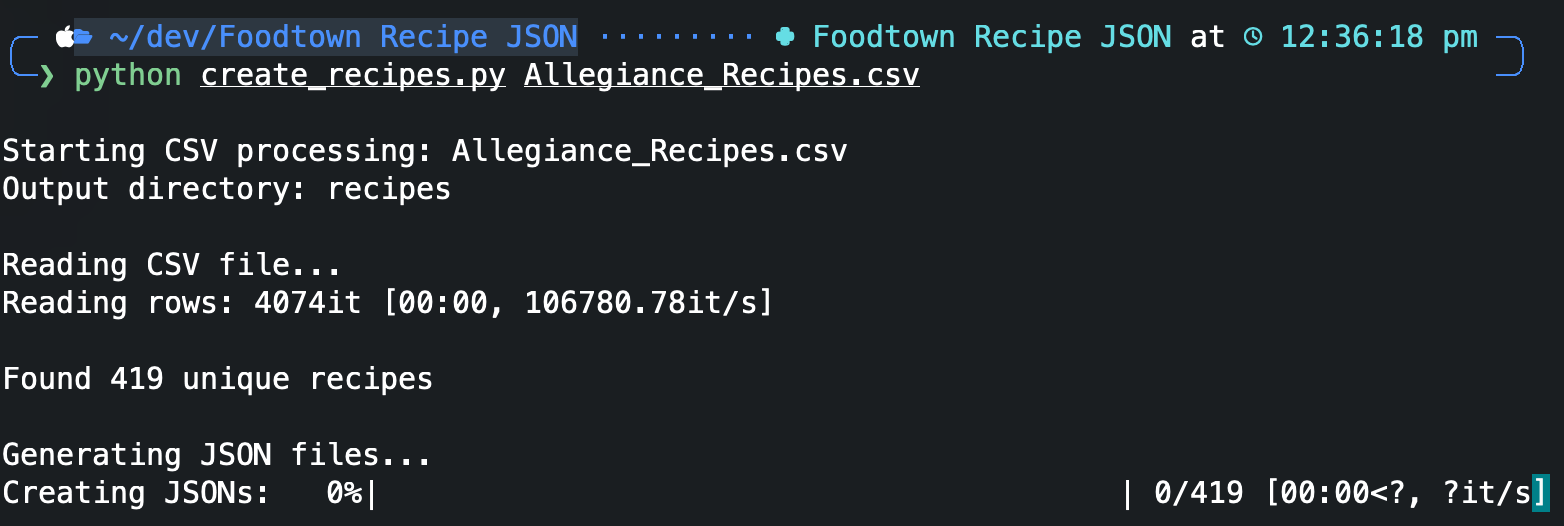 ~/dev/Foodtown Recipe JSON ········· Foodtown Recipe JSON at 12:36:18 pm
❯ python create_recipes.py Allegiance_Recipes.csv
Starting CSV processing: Allegiance_Recipes.csv
Output directory: recipes
Reading CSV file...
Reading rows: 4074it [00:00, 106780.78it/s]
Found 419 unique recipes
Generating JSON files...
Creating JSONs:   0%|                                          | 0/419 [00:00<?, ?it/s]